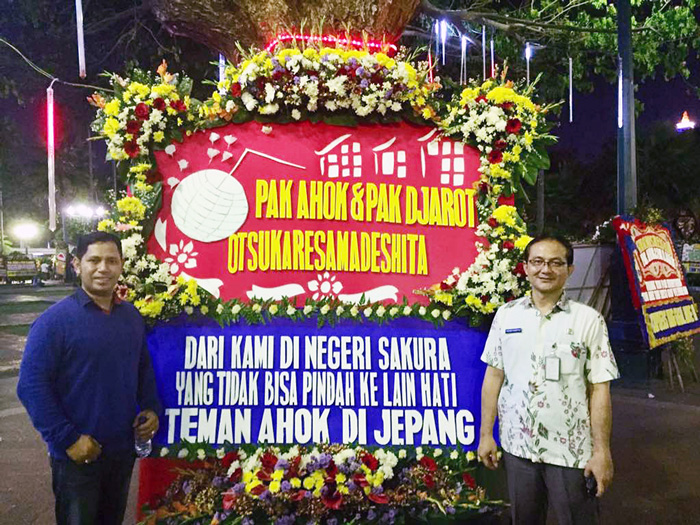 PAK AHOK & PAK DJAROT
OTSUKARESAMADESHITA
DARI KAMI DI NEGERI SAKURA
YANG TIDAK BISA PINDAH KE LAIN HATI
TEMAN AHOK DI JEPANG